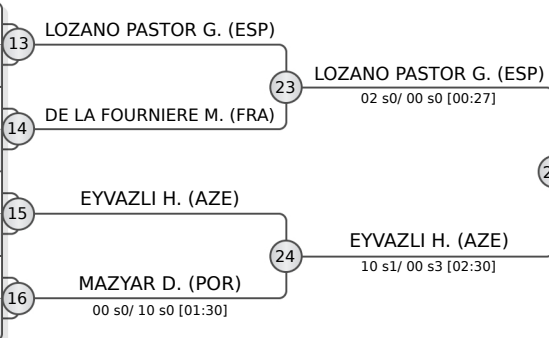 LOZANO PASTOR G. (ESP)
13
23
LOZANO PASTOR G. (ESP)
02 s0/ 00 s0 [00:27]
DE LA FOURNIERE M. (FRA)
14
EYVAZLI H. (AZE)
15
24
EYVAZLI H. (AZE)
10 s1/ 00 s3 [02:30]
MAZYAR D. (POR)
16
00 s0/ 10 s0 [01:30]